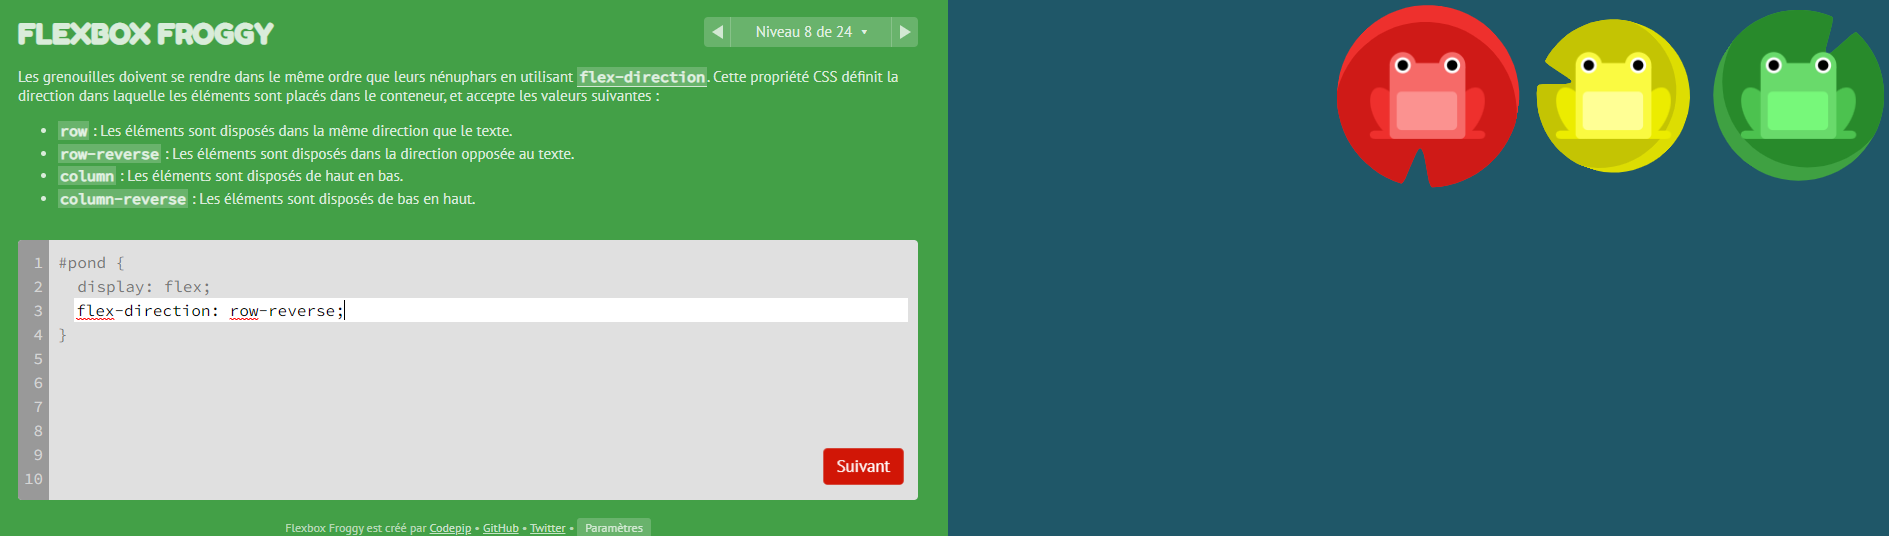 FLEXBOX FROGGY
Niveau 8 de 24
Les grenouilles doivent se rendre dans le même ordre que leurs nénuphars en utilisant flex-direction. Cette propriété CSS définit la
direction dans laquelle les éléments sont placés dans le conteneur, et accepte les valeurs suivantes :
• row : Les éléments sont disposés dans la même direction que le texte.
• row-reverse : Les éléments sont disposés dans la direction opposée au texte.
• column : Les éléments sont disposés de haut en bas.
• column-reverse : Les éléments sont disposés de bas en haut.
1 #pond {
2 display: flex;
3 flex-direction: row-reverse;
4 }
5
6
7
8
9
10
Suivant
Flexbox Froggy est créé par Codepip • GitHub • Twitter • Paramètres